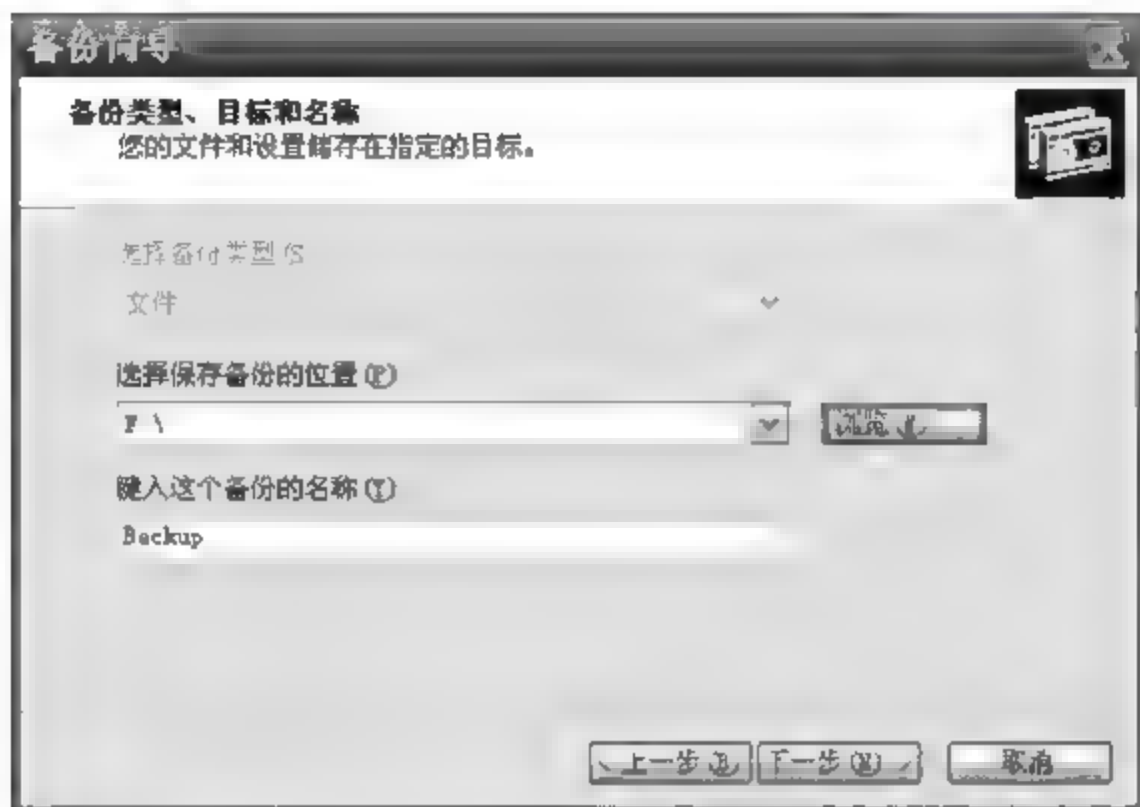 备份向导
备份类型、目标和名称
您的文件和设置储存在指定的目标。
选择备份类型(S
文件
选择保存备份的位置(P)
F \
键入这个备份的名称(Y)
Backup
上一步(B) 下一步(N) 取消